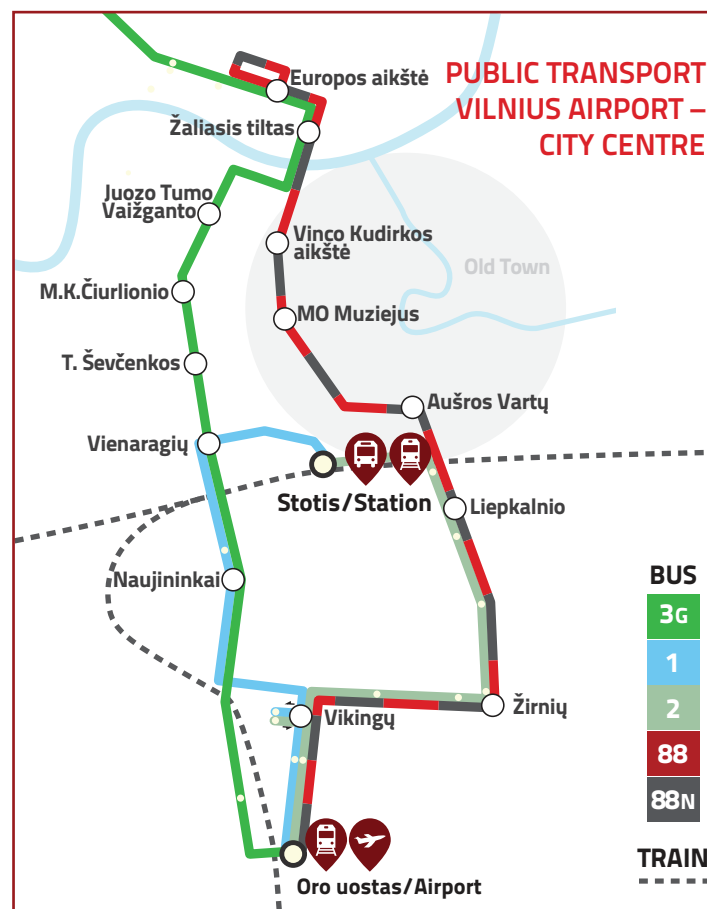 PUBLIC TRANSPORT
VILNIUS AIRPORT –
CITY CENTRE
Europos aikštė
Žaliasis tiltas
Juozo Tumo
Vaižganto
Vinco Kudirkos
aikštė
Old Town
M.K.Čiurlionio
MO Muziejus
T. Ševčenkos
Aušros Vartų
Vienaragių
Stotis/Station
Liepkalnio
Naujininkai
Vikingų
Žirnių
Oro uostas/Airport
BUS
3G
1
2
88
88N
TRAIN